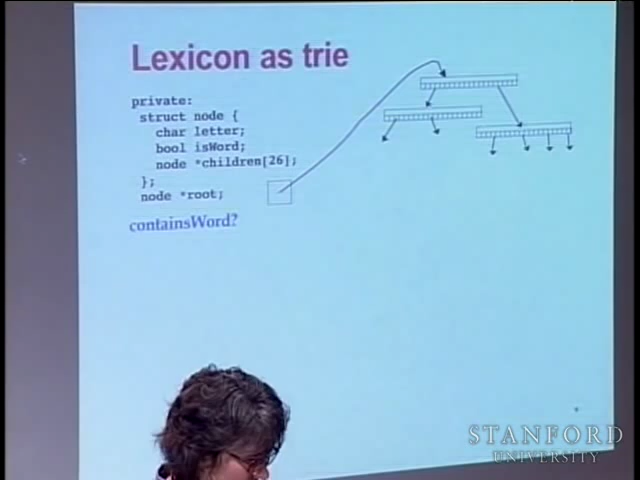 Lexicon as trie
private:
struct node {
char letter;
bool isWord;
node *children[26];
};
node *root;
containsWord?
STANFORD
UNIVERSITY